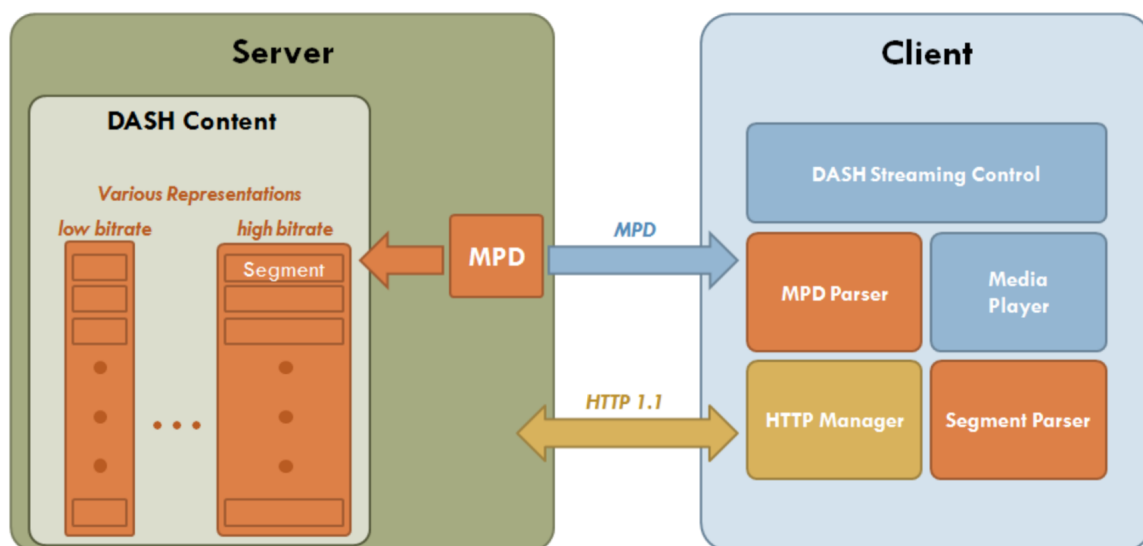 Server
DASH Content
Various Representations
low bitrate
high bitrate
Segment
MPD
MPD
HTTP 1.1
Client
DASH Streaming Control
MPD Parser
Media
Player
HTTP Manager
Segment Parser